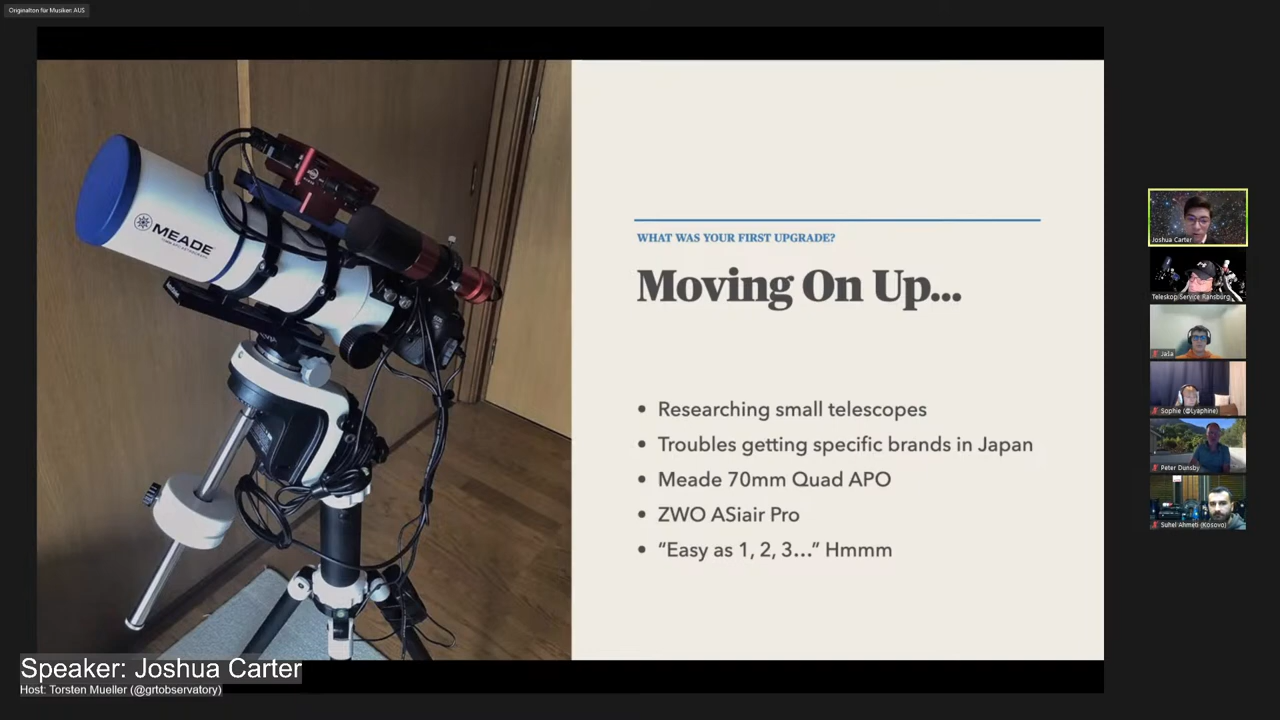 Originalton für Musiker: AUS
MEADE
WHAT WAS YOUR FIRST UPGRADE?
Moving On Up...
• Researching small telescopes
• Troubles getting specific brands in Japan
• Meade 70mm Quad APO
• ZWO ASiair Pro
• “Easy as 1, 2, 3...” Hmmm
Joshua Carter
Teleskop Service Ransburg
Jaša
Sophie (@Lyaphine)
Peter Dunsby
Suhel Ahmeti (Kosovo)
Speaker: Joshua Carter
Host: Torsten Mueller (@grtobservatory)